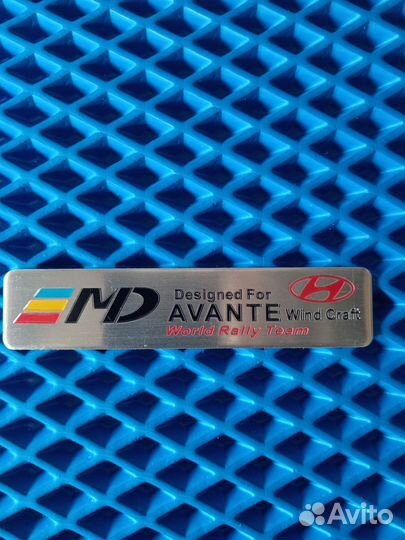 MD
Designed For
AVANTE Wind Craft
World Rally Team
Avito